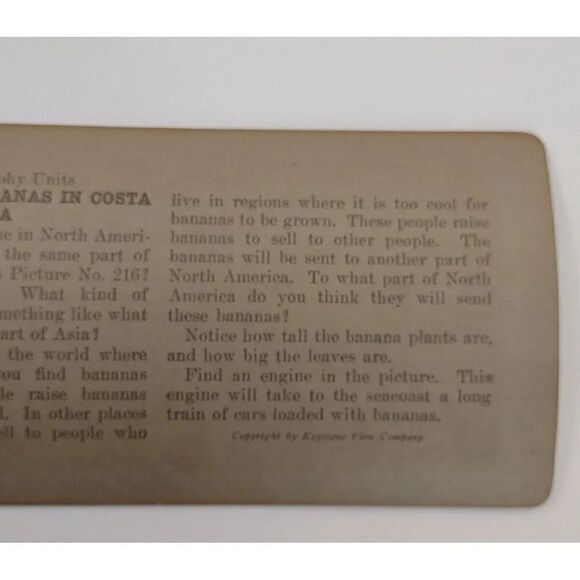 phy Units
ANAS IN COSTA
A
e in North Ameri-
the same part of
s Picture No. 216?
What kind of
mething like what
art of Asia?
the world where
ou find bananas
le raise bananas
l. In other places
ll to people who
live in regions where it is too cool for
bananas to be grown. These people raise
bananas to sell to other people. The
bananas will be sent to another part of
North America. To what part of North
America do you think they will send
these bananas?
Notice how tall the banana plants are,
and how big the leaves are.
Find an engine in the picture. This
engine will take to the seacoast a long
train of cars loaded with bananas.
Copyright by Keystone View Company